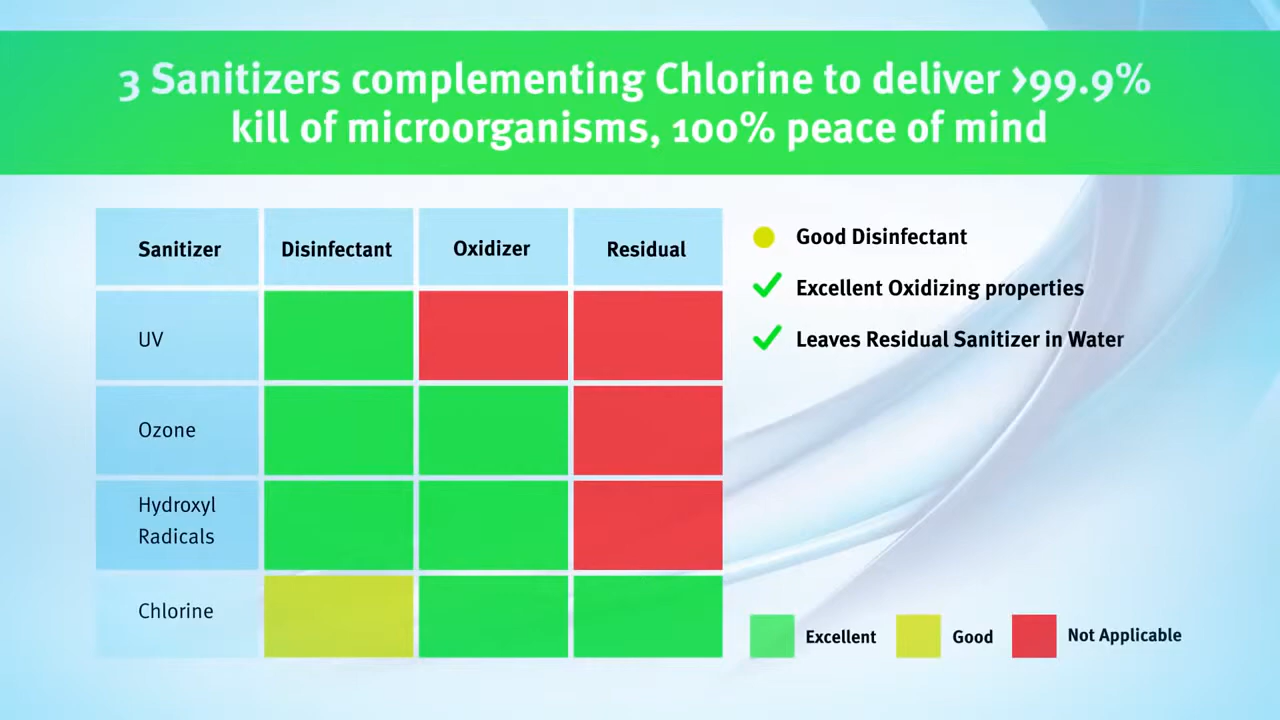 3 Sanitizers complementing Chlorine to deliver >99.9%
kill of microorganisms, 100% peace of mind
Sanitizer Disinfectant Oxidizer Residual
UV
Ozone
Hydroxyl
Radicals
Chlorine
Good Disinfectant
Excellent Oxidizing properties
Leaves Residual Sanitizer in Water
Excellent Good Not Applicable